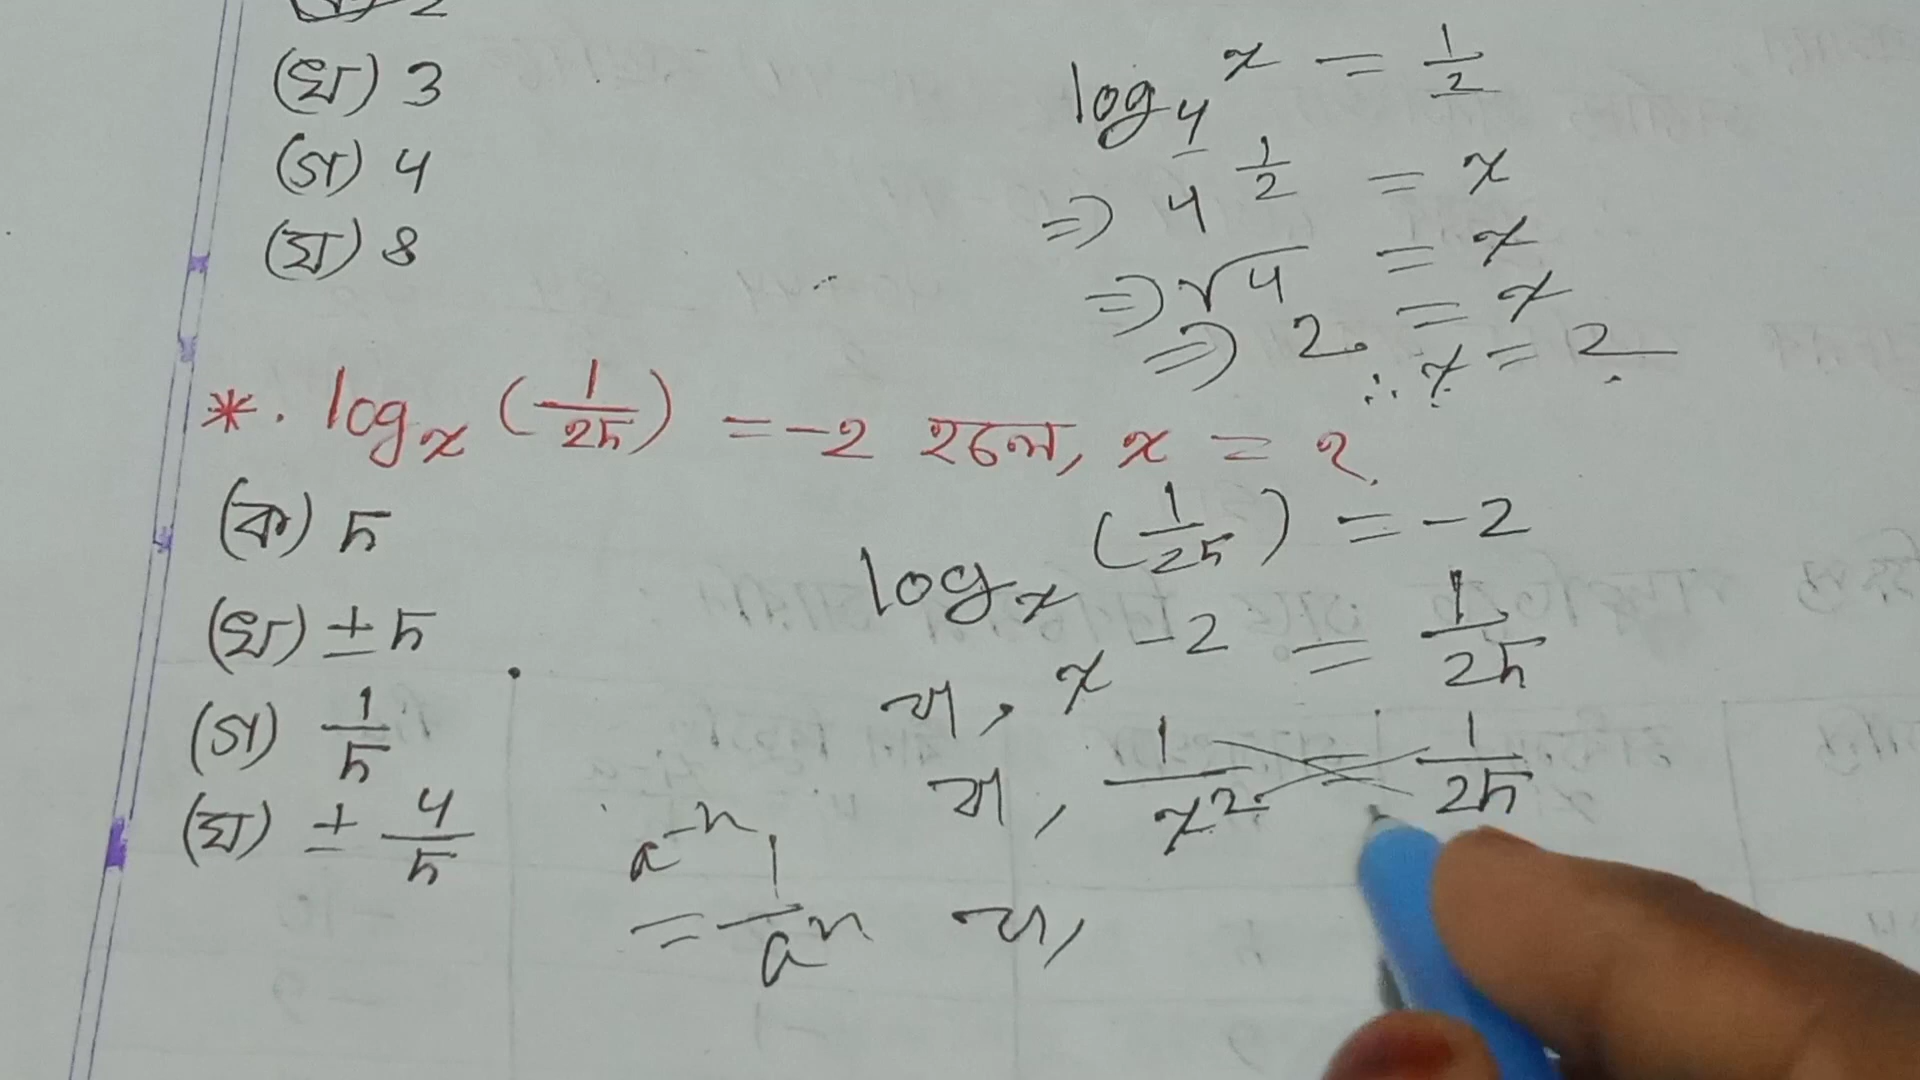 (খ) 3
(গ) 4
(ঘ) 8
log₄ x = 1/2
⇒ 4^(1/2) = x
⇒ √4 = x
⇒ 2 = x
∴ x = 2
*. logₓ (1/25) = -2 হলে, x = ?
(ক) 5
(খ) ±5
(গ) 1/5
(ঘ) ± 4/5
logₓ (1/25) = -2
বা, x⁻² = 1/25
বা, 1/x² = 1/25
বা,
a⁻ⁿ
= 1/aⁿ